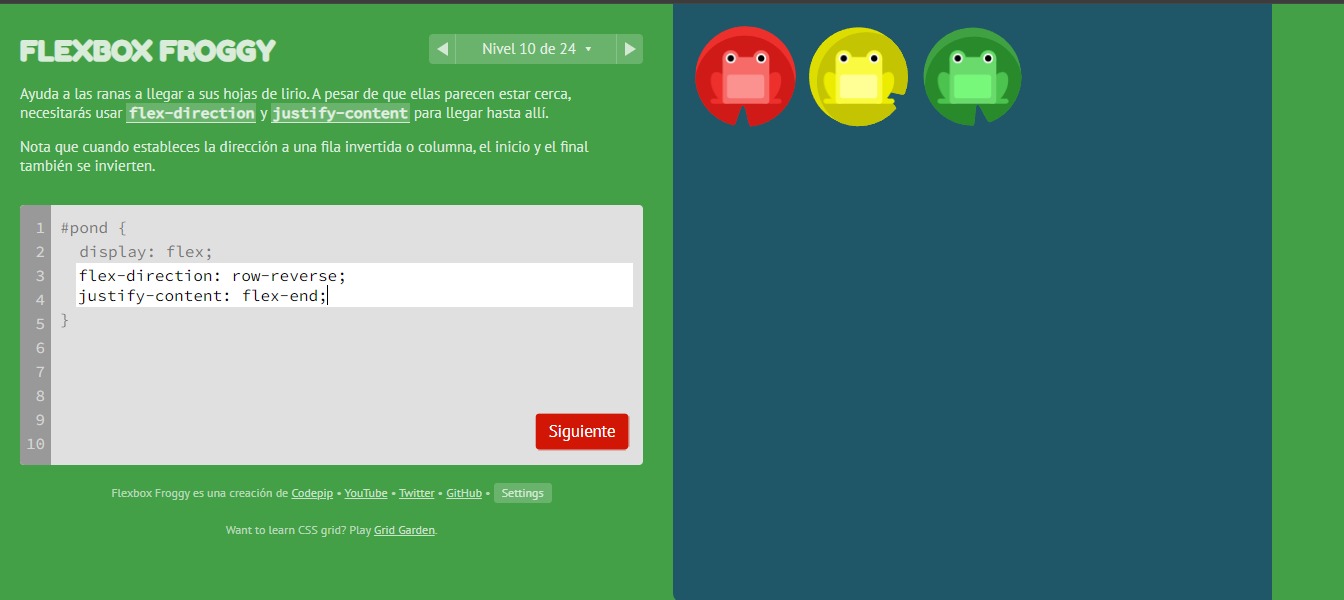 FLEXBOX FROGGY
Nivel 10 de 24
Ayuda a las ranas a llegar a sus hojas de lirio. A pesar de que ellas parecen estar cerca,
necesitarás usar flex-direction y justify-content para llegar hasta allí.
Nota que cuando estableces la dirección a una fila invertida o columna, el inicio y el final
también se invierten.
1 #pond {
2 display: flex;
3 flex-direction: row-reverse;
4 justify-content: flex-end;
5 }
6
7
8
9
10
Siguiente
Flexbox Froggy es una creación de Codepip • YouTube • Twitter • GitHub • Settings
Want to learn CSS grid? Play Grid Garden.